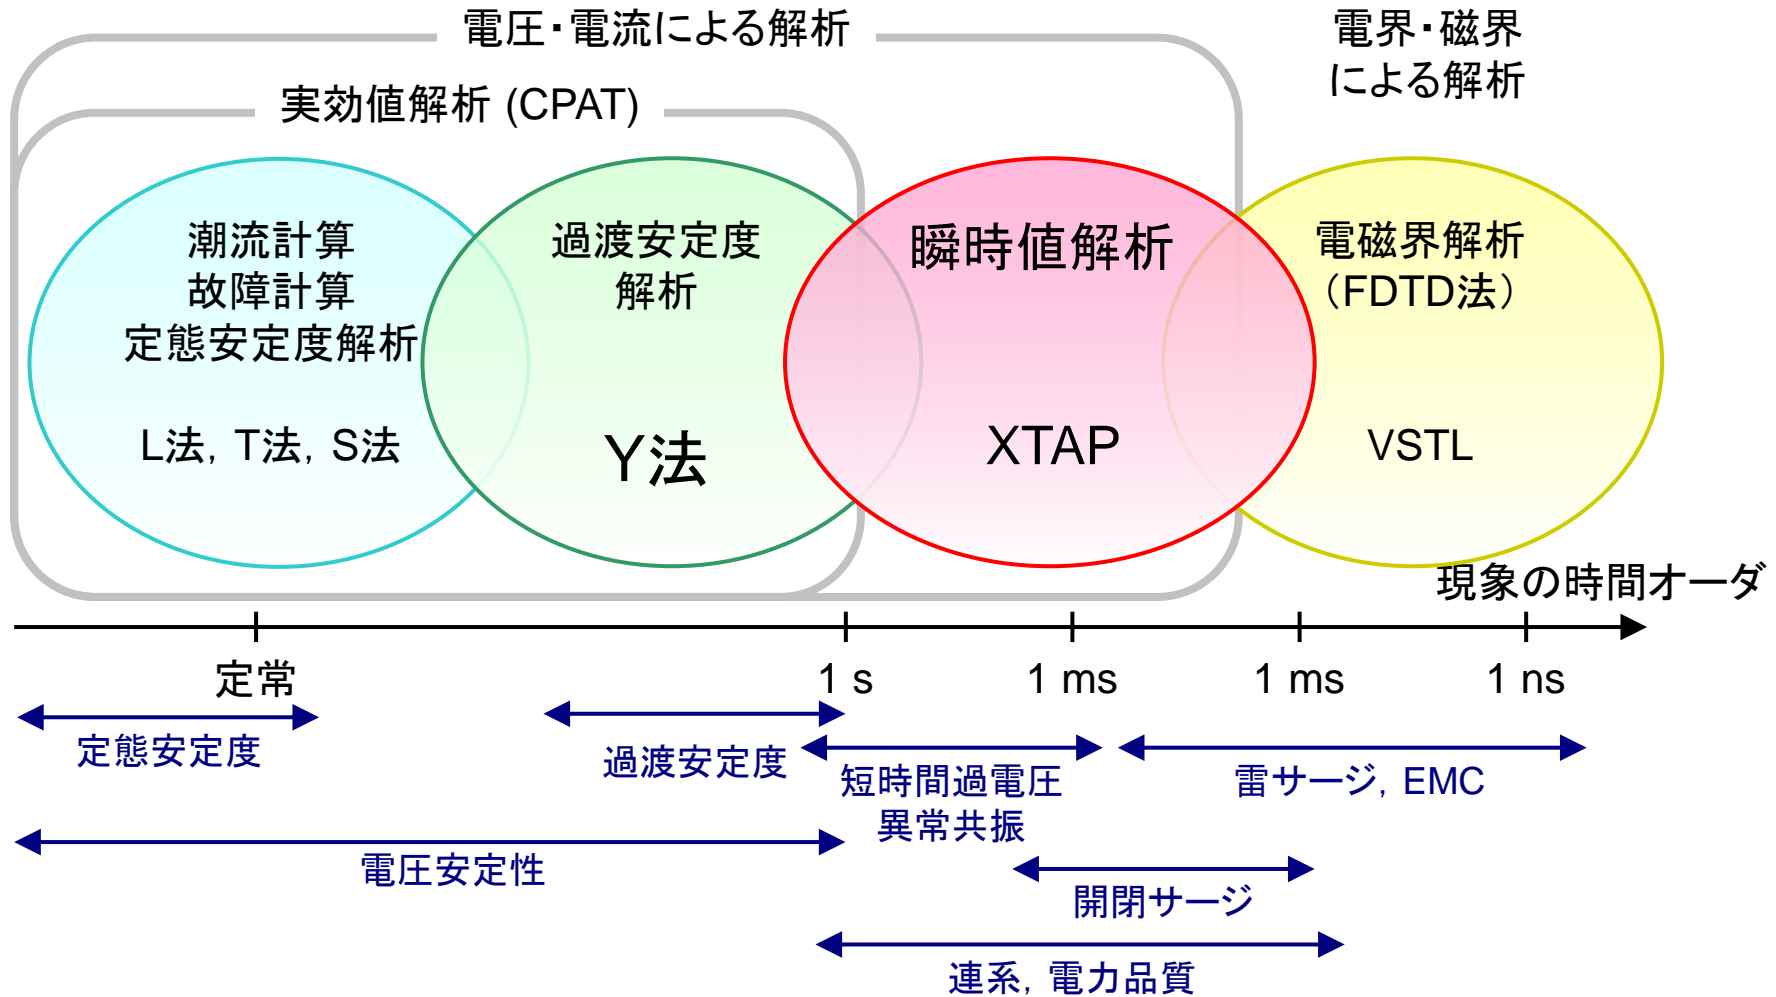 電圧・電流による解析
電界・磁界
による解析
実効値解析 (CPAT)
潮流計算
故障計算
定態安定度解析
L法, T法, S法
過渡安定度
解析
Y法
瞬時値解析
XTAP
電磁界解析
（FDTD法）
VSTL
現象の時間オーダ
定常
1 s
1 ms
1 ms
1 ns
定態安定度
過渡安定度
短時間過電圧
異常共振
雷サージ, EMC
電圧安定性
開閉サージ
連系, 電力品質